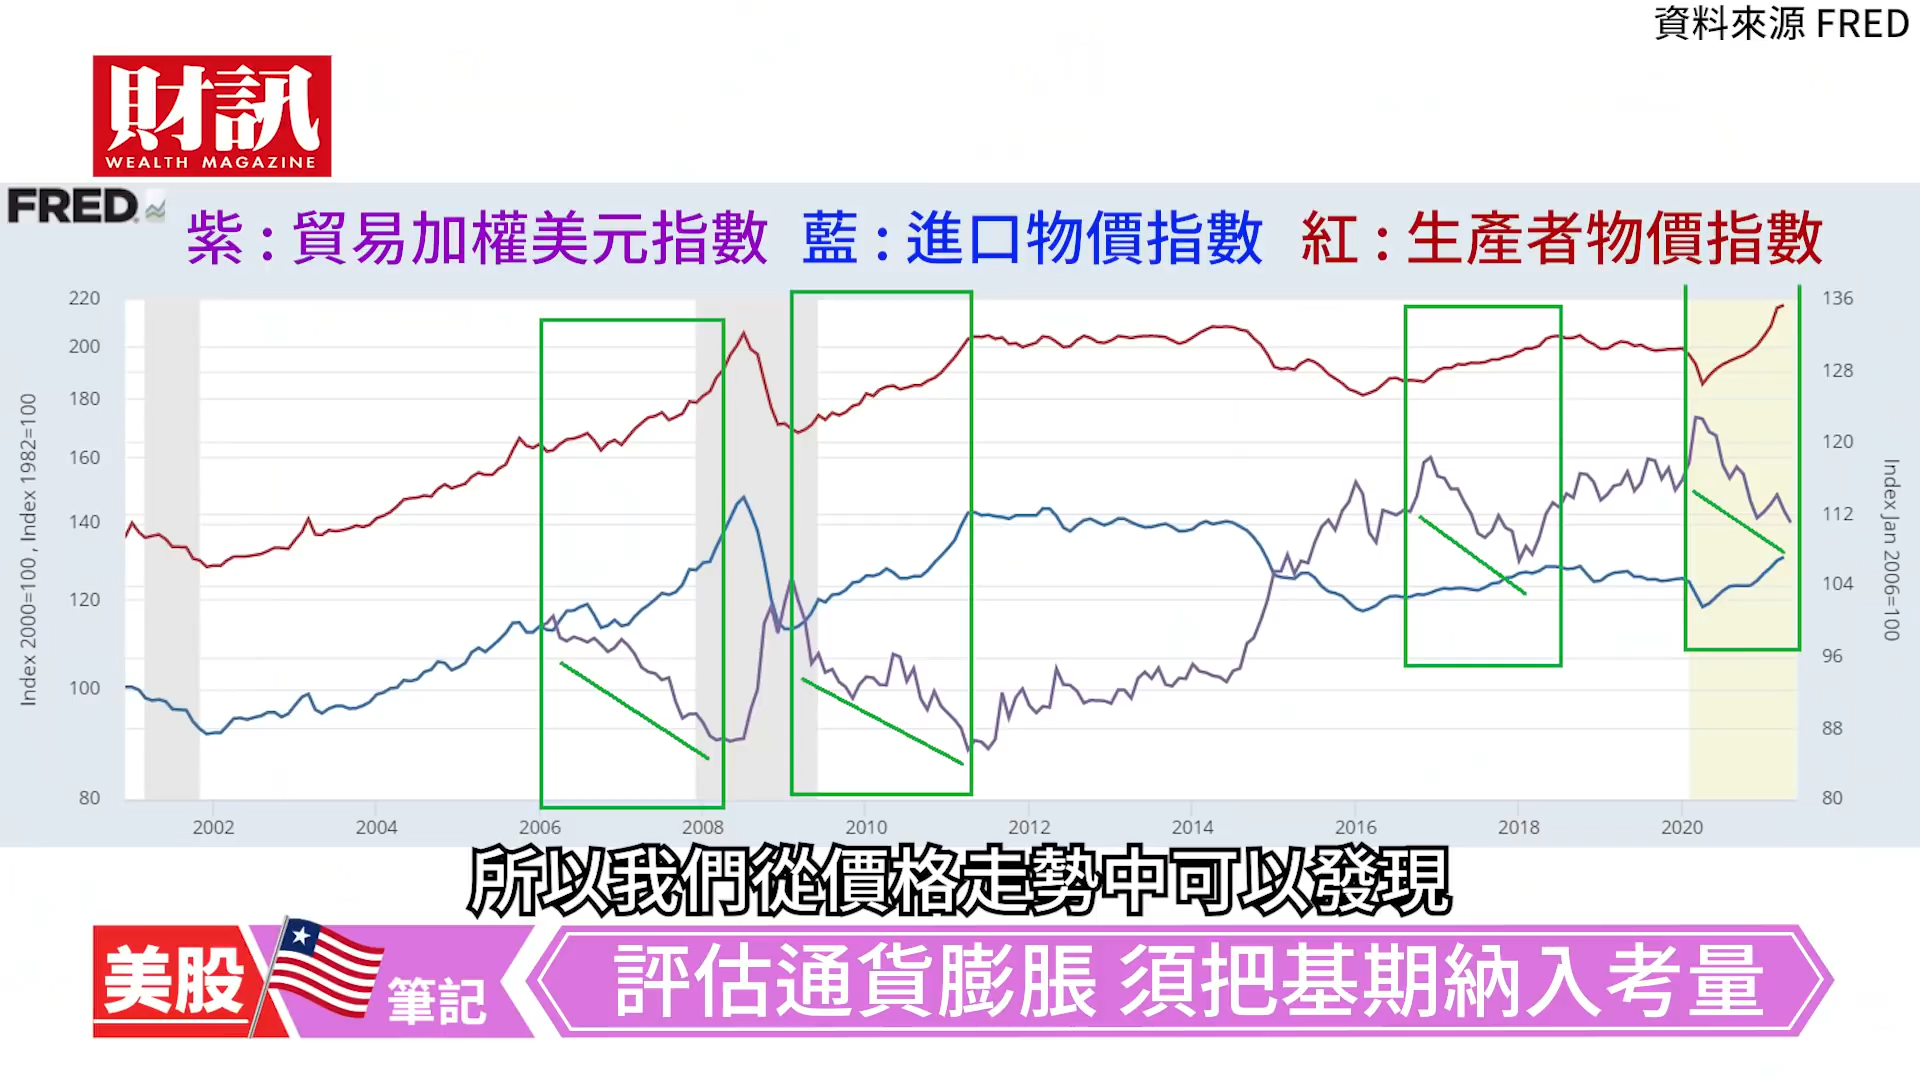 資料來源 FRED
財訊
WEALTH MAGAZINE
FRED
紫：貿易加權美元指數 藍：進口物價指數 紅：生產者物價指數
220
200
180
160
140
120
100
80
Index 2000=100, Index 1982=100
136
128
120
112
104
96
88
80
Index Jan 2006=100
2002 2004 2006 2008 2010 2012 2014 2016 2018 2020
所以我們從價格走勢中可以發現
美股筆記
評估通貨膨脹 須把基期納入考量